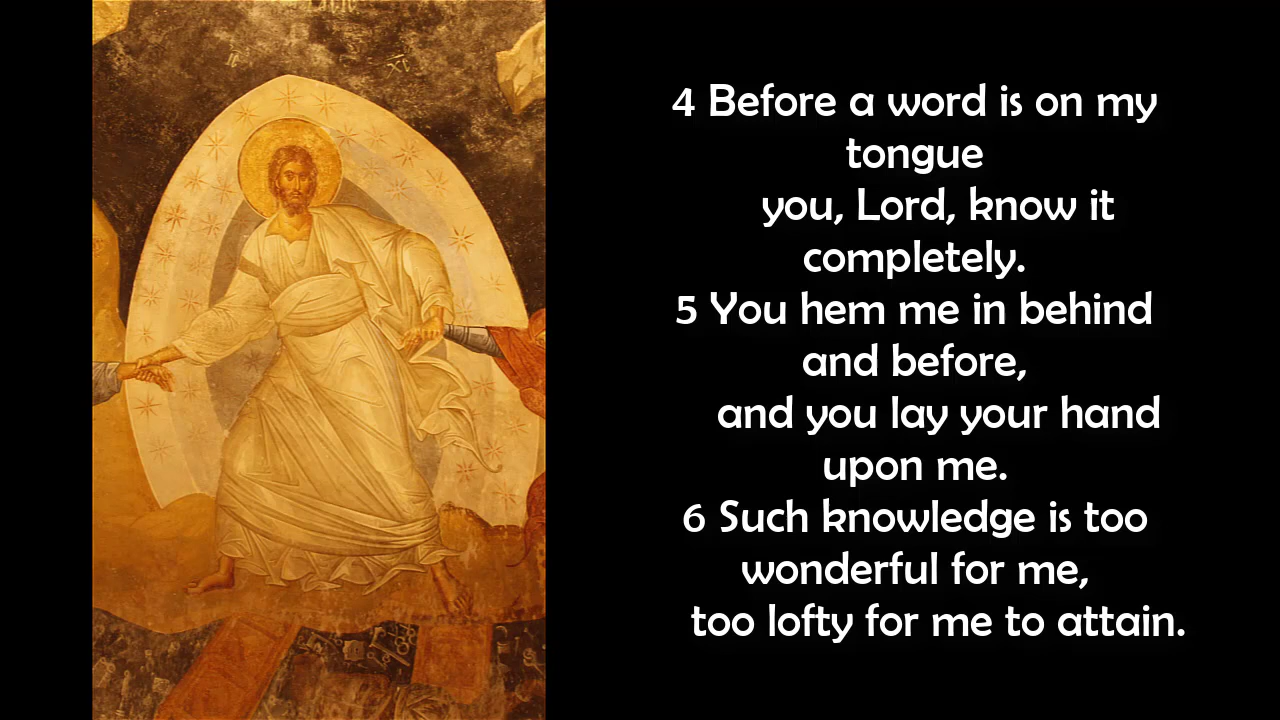 4 Before a word is on my
tongue
you, Lord, know it
completely.
5 You hem me in behind
and before,
and you lay your hand
upon me.
6 Such knowledge is too
wonderful for me,
too lofty for me to attain.